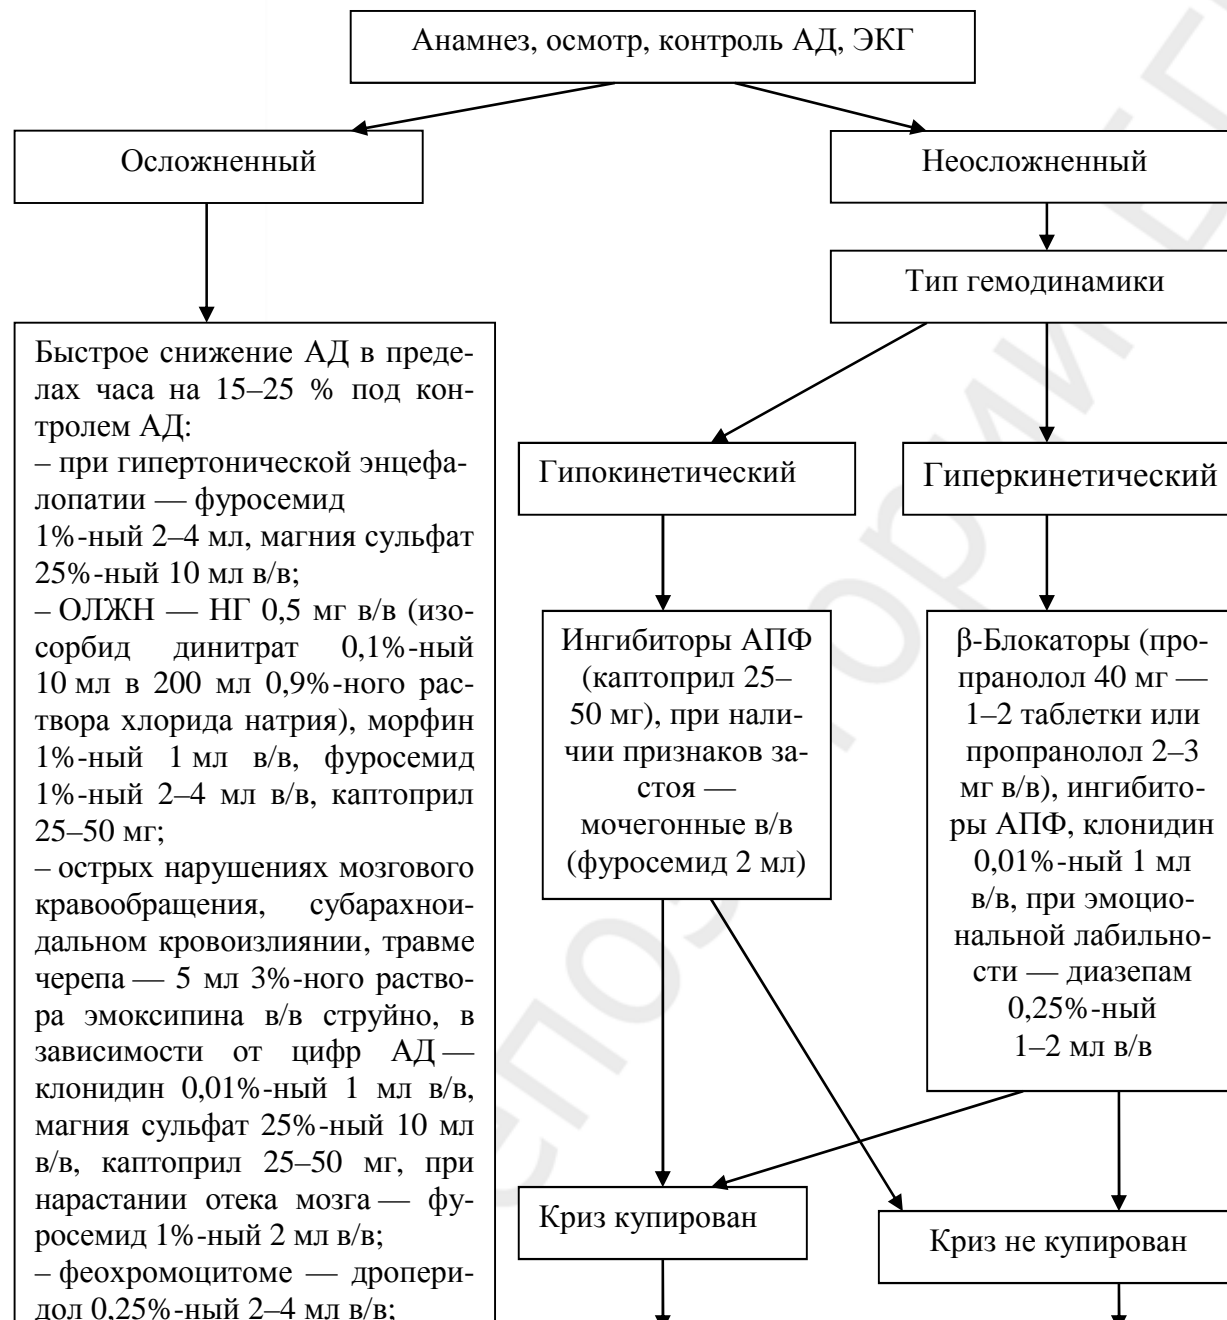 Анамнез, осмотр, контроль АД, ЭКГ
Осложненный
Неосложненный
Тип гемодинамики
Быстрое снижение АД в преде-
лах часа на 15–25 % под кон-
тролем АД:
– при гипертонической энцефа-
лопатии — фуросемид
1%-ный 2–4 мл, магния сульфат
25%-ный 10 мл в/в;
– ОЛЖН — НГ 0,5 мг в/в (изо-
сорбид динитрат 0,1%-ный
10 мл в 200 мл 0,9%-ного рас-
твора хлорида натрия), морфин
1%-ный 1 мл в/в, фуросемид
1%-ный 2–4 мл в/в, каптоприл
25–50 мг;
– острых нарушениях мозгового
кравообращения, субарахнои-
дальном кровоизлиянии, травме
черепа — 5 мл 3%-ного раство-
ра эмоксипина в/в струйно, в
зависимости от цифр АД —
клонидин 0,01%-ный 1 мл в/в,
магния сульфат 25%-ный 10 мл
в/в, каптоприл 25–50 мг, при
нарастании отека мозга — фу-
росемид 1%-ный 2 мл в/в;
– феохромоцитоме — дропери-
дол 0,25%-ный 2–4 мл в/в;
Гипокинетический
Гиперкинетический
Ингибиторы АПФ
(каптоприл 25–
50 мг), при нали-
чии признаков за-
стоя —
мочегонные в/в
(фуросемид 2 мл)
β-Блокаторы (про-
пранолол 40 мг —
1–2 таблетки или
пропранолол 2–3
мг в/в), ингибито-
ры АПФ, клонидин
0,01%-ный 1 мл
в/в, при эмоцио-
нальной лабильно-
сти — диазепам
0,25%-ный
1–2 мл в/в
Криз купирован
Криз не купирован